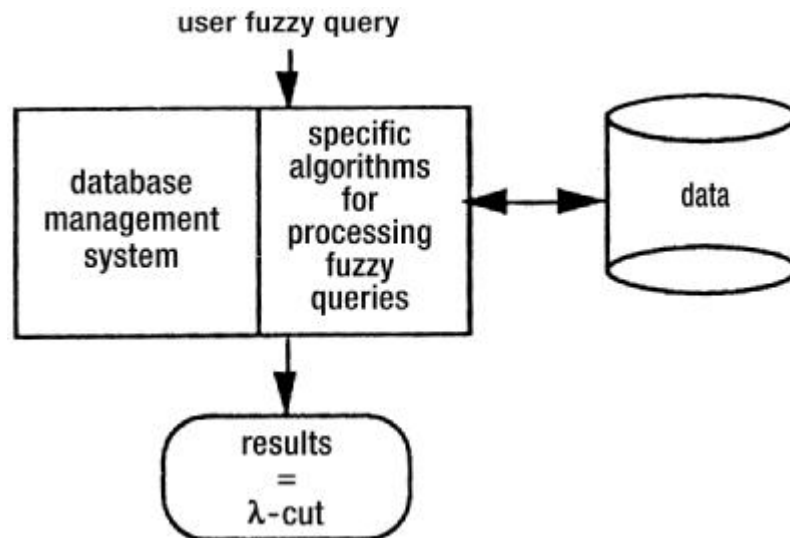 user fuzzy query
database
management
system
specific
algorithms
for
processing
fuzzy
queries
data
results
=
λ-cut